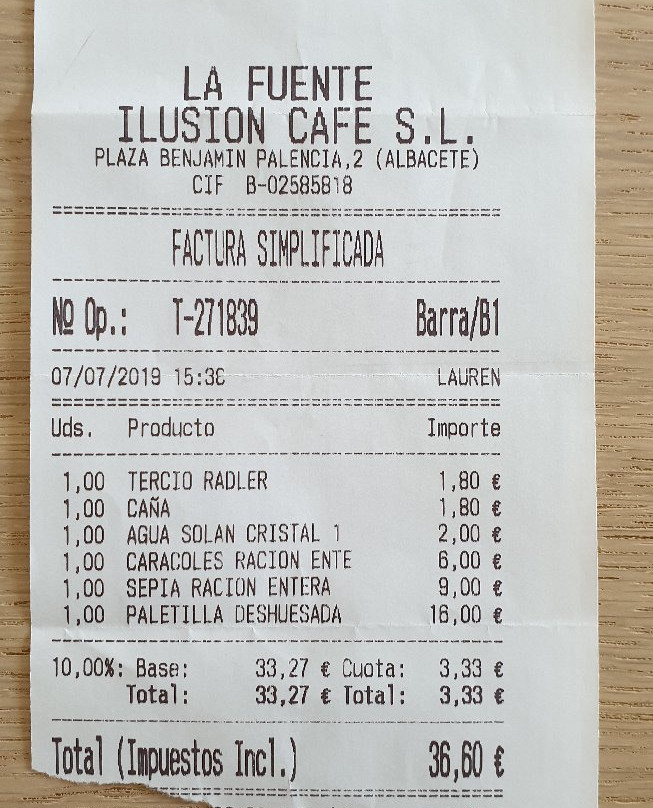 LA FUENTE
ILUSION CAFE S.L.
PLAZA BENJAMIN PALENCIA,2 (ALBACETE)
CIF B-02585818
FACTURA SIMPLIFICADA
Nº Op.: T-271839 Barra/B1
07/07/2019 15:38 LAUREN
Uds. Producto Importe
1,00 TERCIO RADLER 1,80 €
1,00 CAÑA 1,80 €
1,00 AGUA SOLAN CRISTAL 1 2,00 €
1,00 CARACOLES RACION ENTE 6,00 €
1,00 SEPIA RACION ENTERA 9,00 €
1,00 PALETILLA DESHUESADA 16,00 €
10,00%: Base: 33,27 € Cuota: 3,33 €
Total: 33,27 € Total: 3,33 €
Total (Impuestos Incl.) 36,60 €